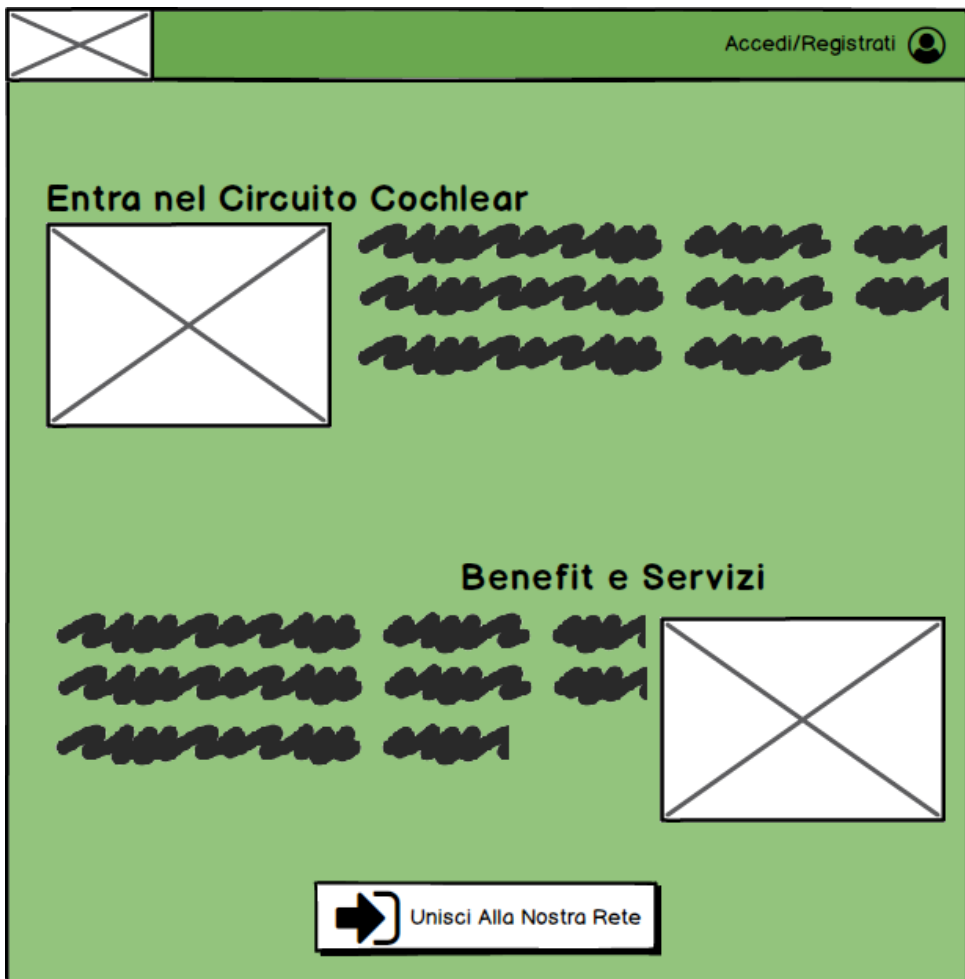 Accedi/Registrati
Entra nel Circuito Cochlear
Benefit e Servizi
Unisci Alla Nostra Rete